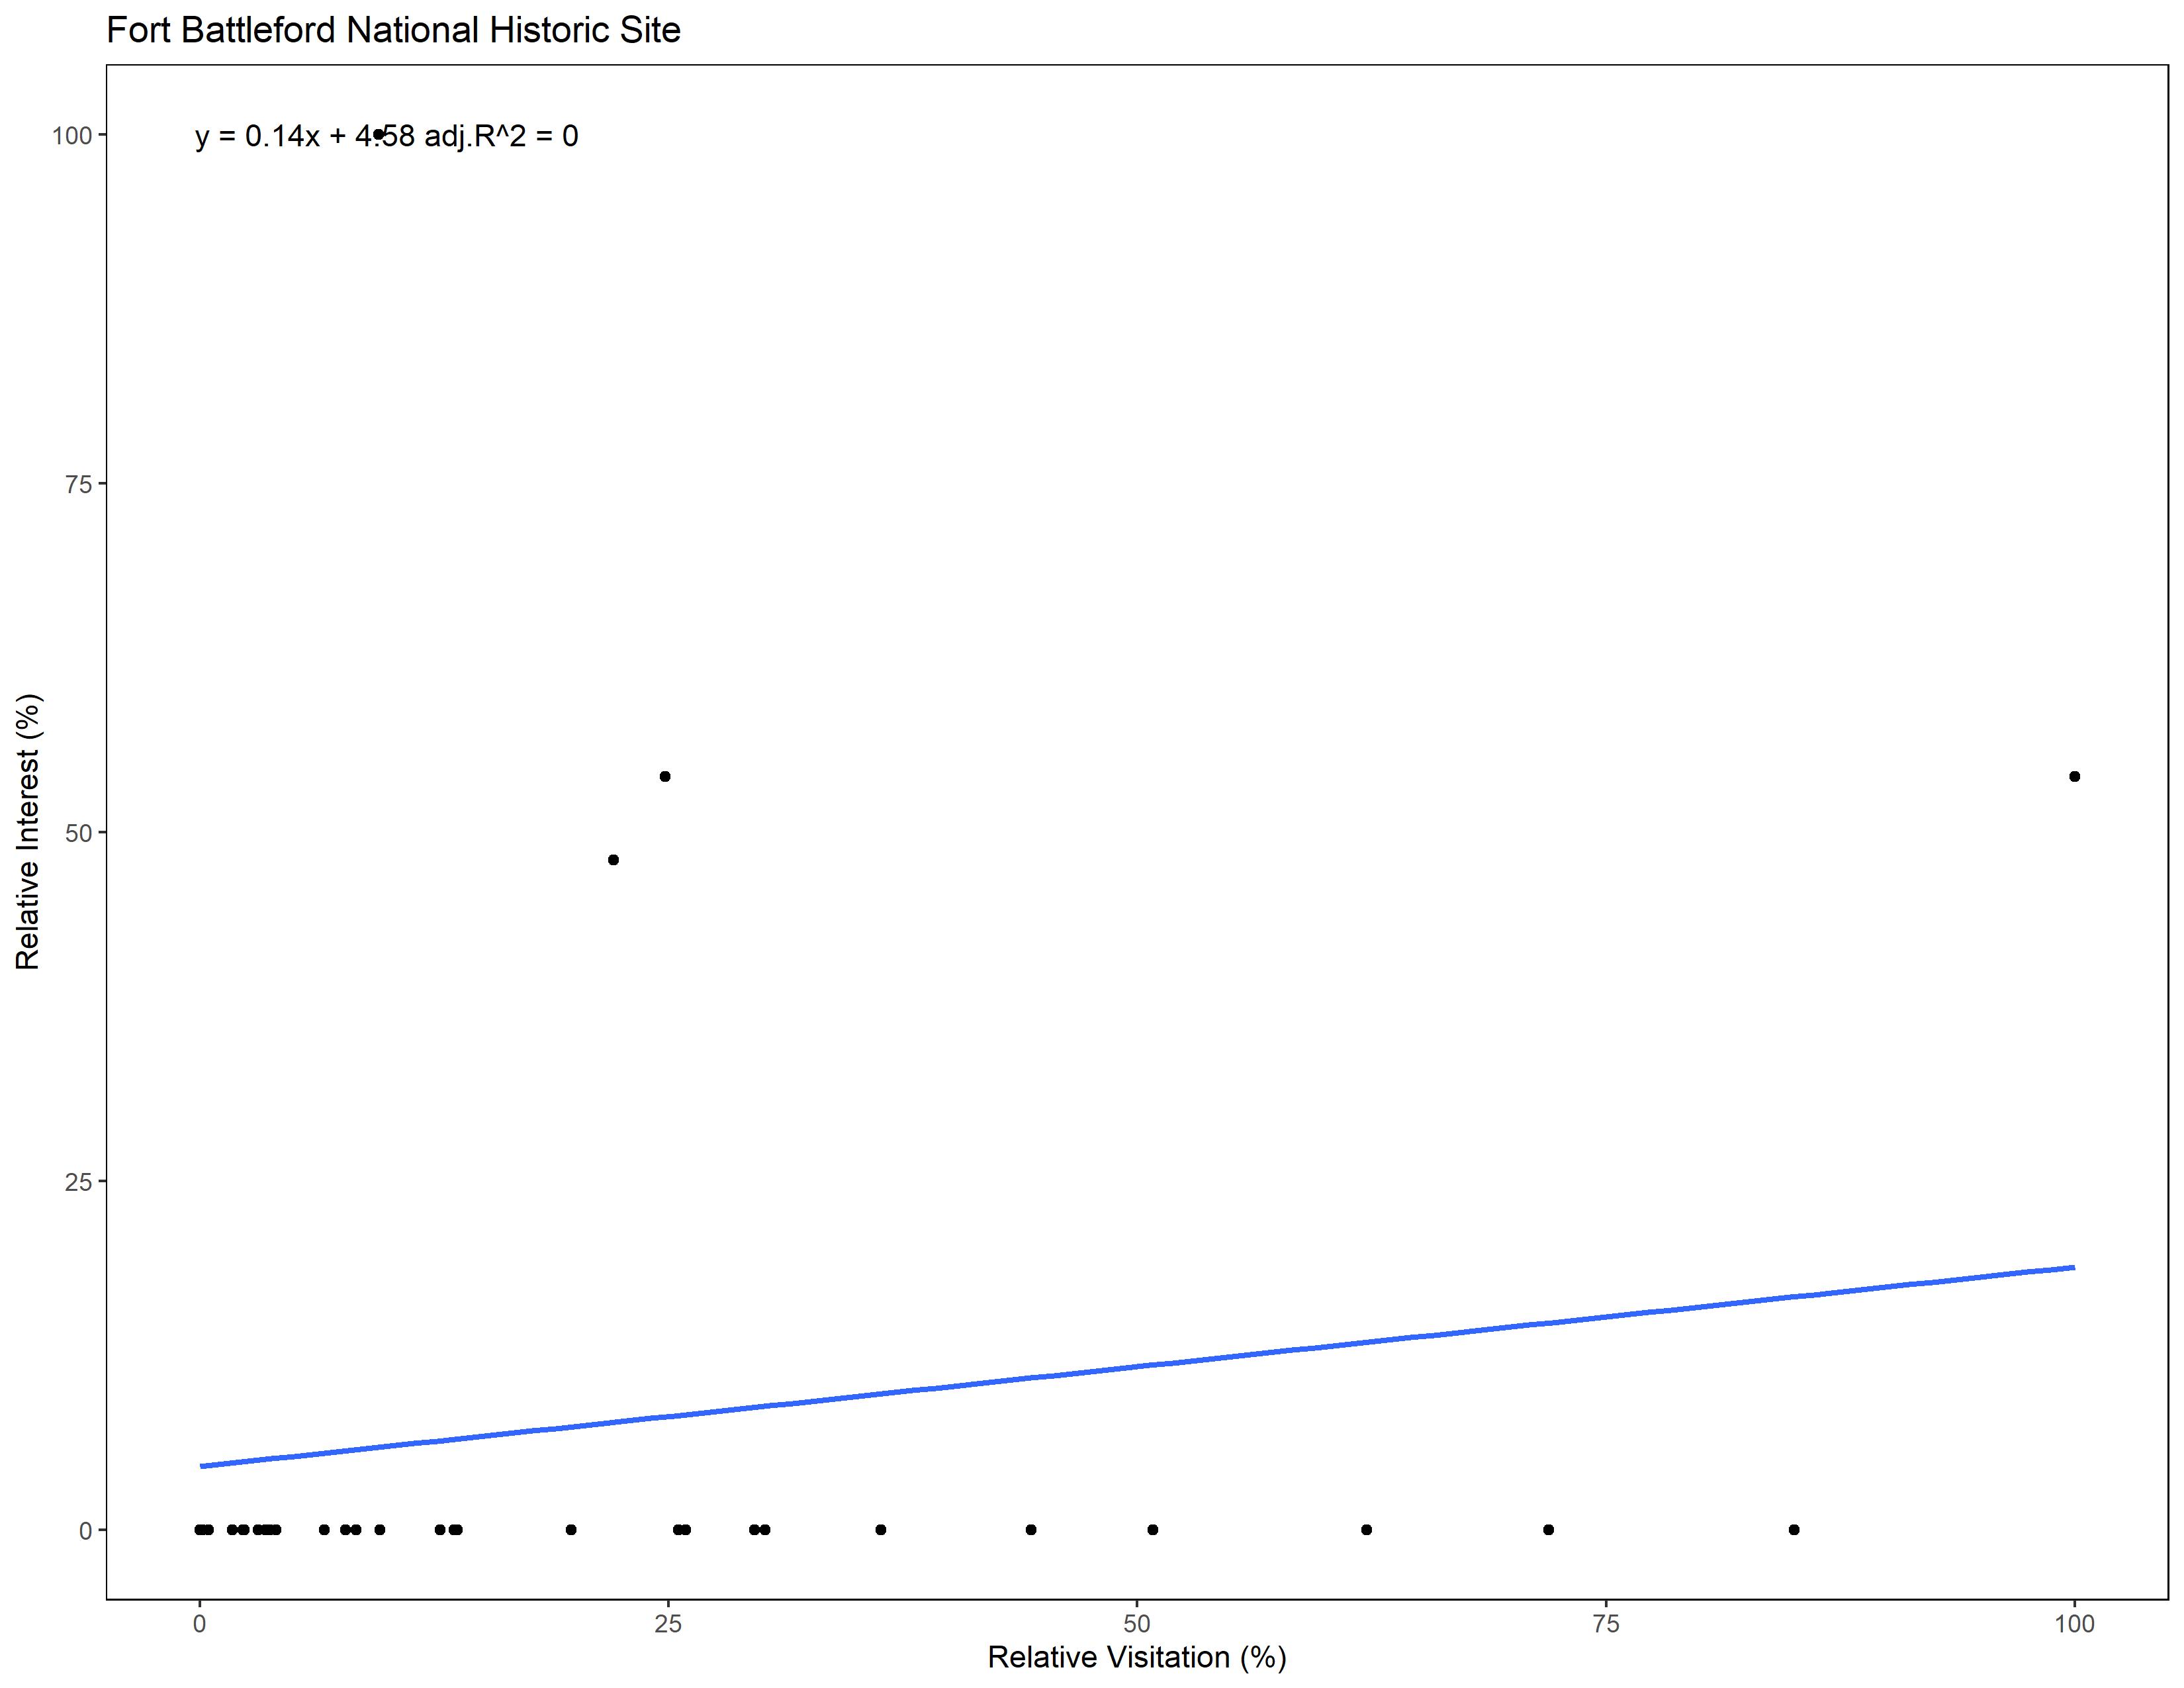 Fort Battleford National Historic Site
y = 0.14x + 4.58 adj.R^2 = 0
100
75
50
25
0
Relative Interest (%)
0 25 50 75 100
Relative Visitation (%)